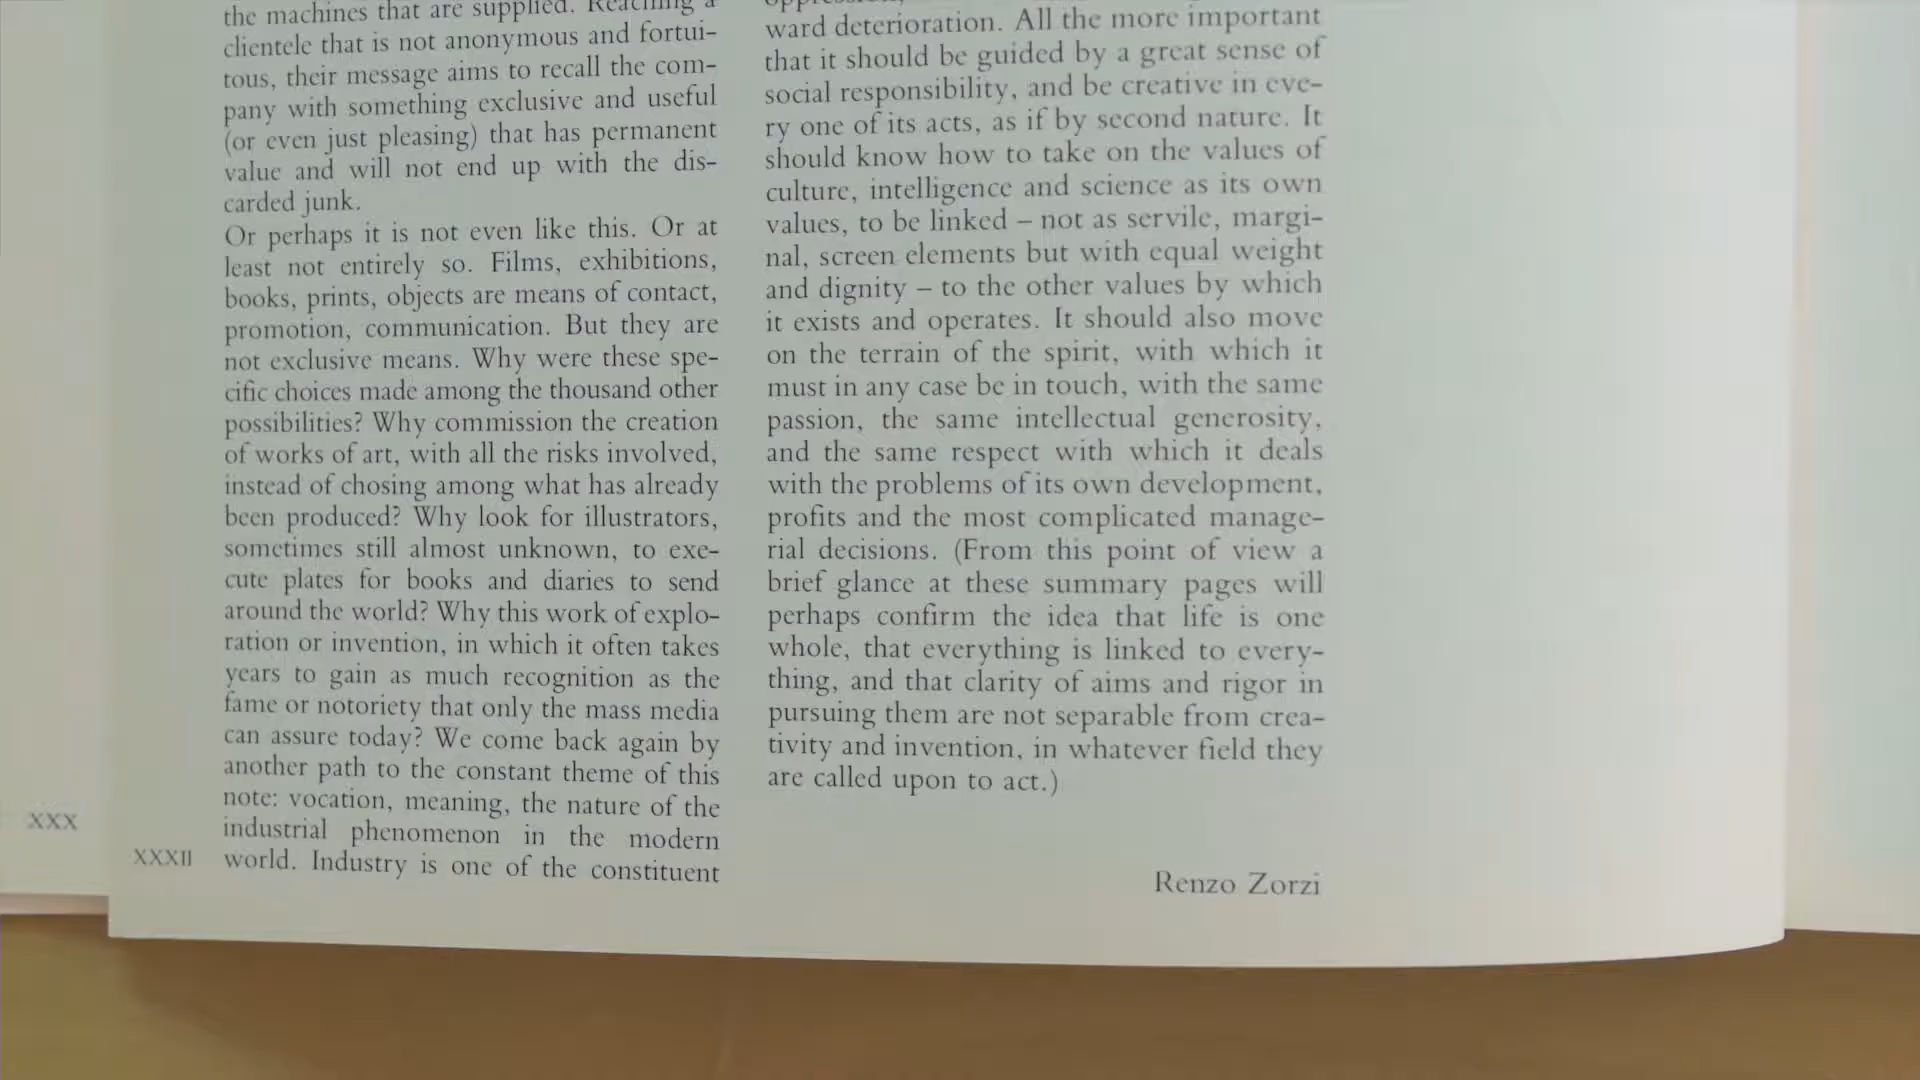 the machines that are supplied. Reaching a
clientele that is not anonymous and fortui-
tous, their message aims to recall the com-
pany with something exclusive and useful
(or even just pleasing) that has permanent
value and will not end up with the dis-
carded junk.
Or perhaps it is not even like this. Or at
least not entirely so. Films, exhibitions,
books, prints, objects are means of contact,
promotion, communication. But they are
not exclusive means. Why were these spe-
cific choices made among the thousand other
possibilities? Why commission the creation
of works of art, with all the risks involved,
instead of chosing among what has already
been produced? Why look for illustrators,
sometimes still almost unknown, to exe-
cute plates for books and diaries to send
around the world? Why this work of explo-
ration or invention, in which it often takes
years to gain as much recognition as the
fame or notoriety that only the mass media
can assure today? We come back again by
another path to the constant theme of this
note: vocation, meaning, the nature of the
industrial phenomenon in the modern
world. Industry is one of the constituent
ward deterioration. All the more important
that it should be guided by a great sense of
social responsibility, and be creative in eve-
ry one of its acts, as if by second nature. It
should know how to take on the values of
culture, intelligence and science as its own
values, to be linked – not as servile, margi-
nal, screen elements but with equal weight
and dignity – to the other values by which
it exists and operates. It should also move
on the terrain of the spirit, with which it
must in any case be in touch, with the same
passion, the same intellectual generosity,
and the same respect with which it deals
with the problems of its own development,
profits and the most complicated manage-
rial decisions. (From this point of view a
brief glance at these summary pages will
perhaps confirm the idea that life is one
whole, that everything is linked to every-
thing, and that clarity of aims and rigor in
pursuing them are not separable from crea-
tivity and invention, in whatever field they
are called upon to act.)
Renzo Zorzi
XXX
XXXII